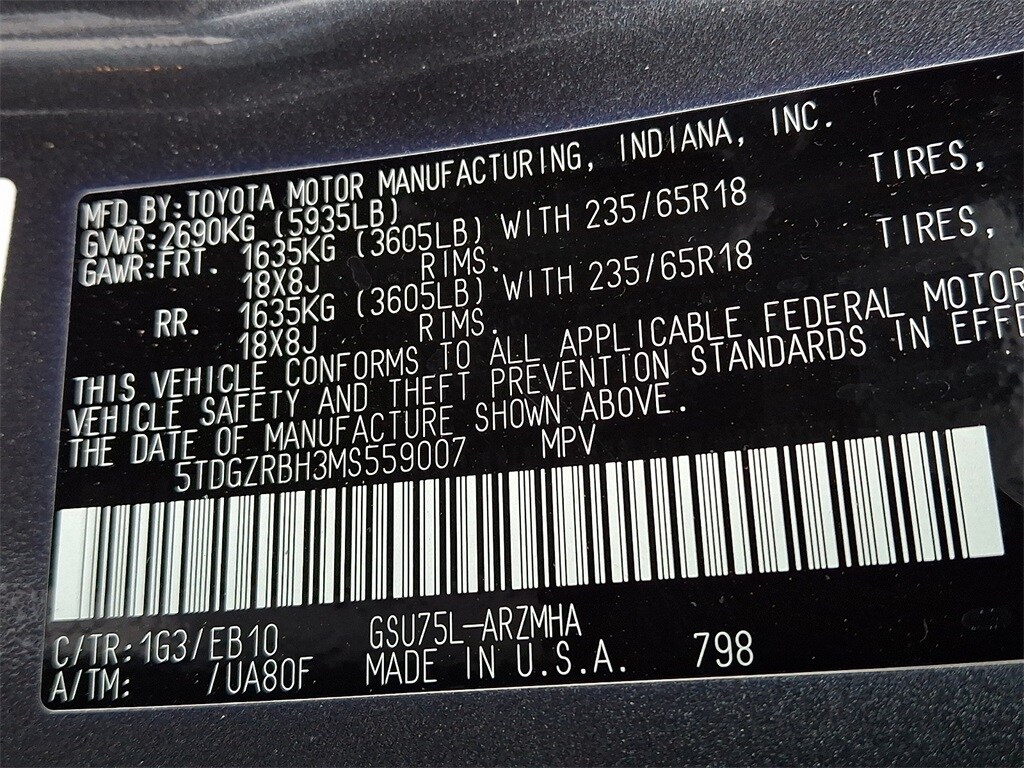 MFD.BY:TOYOTA MOTOR MANUFACTURING, INDIANA, INC.
GVWR:2690KG (5935LB)
GAWR:FRT. 1635KG (3605LB) WITH 235/65R18 TIRES,
18X8J RIMS.
RR. 1635KG (3605LB) WITH 235/65R18 TIRES,
18X8J RIMS.
THIS VEHICLE CONFORMS TO ALL APPLICABLE FEDERAL MOTOR
VEHICLE SAFETY AND THEFT PREVENTION STANDARDS IN EFFE
THE DATE OF MANUFACTURE SHOWN ABOVE.
5TDGZRBH3MS559007 MPV
C/TR:1G3/EB10 GSU75L-ARZMHA
A/TM: /UA80F MADE IN U.S.A. 798